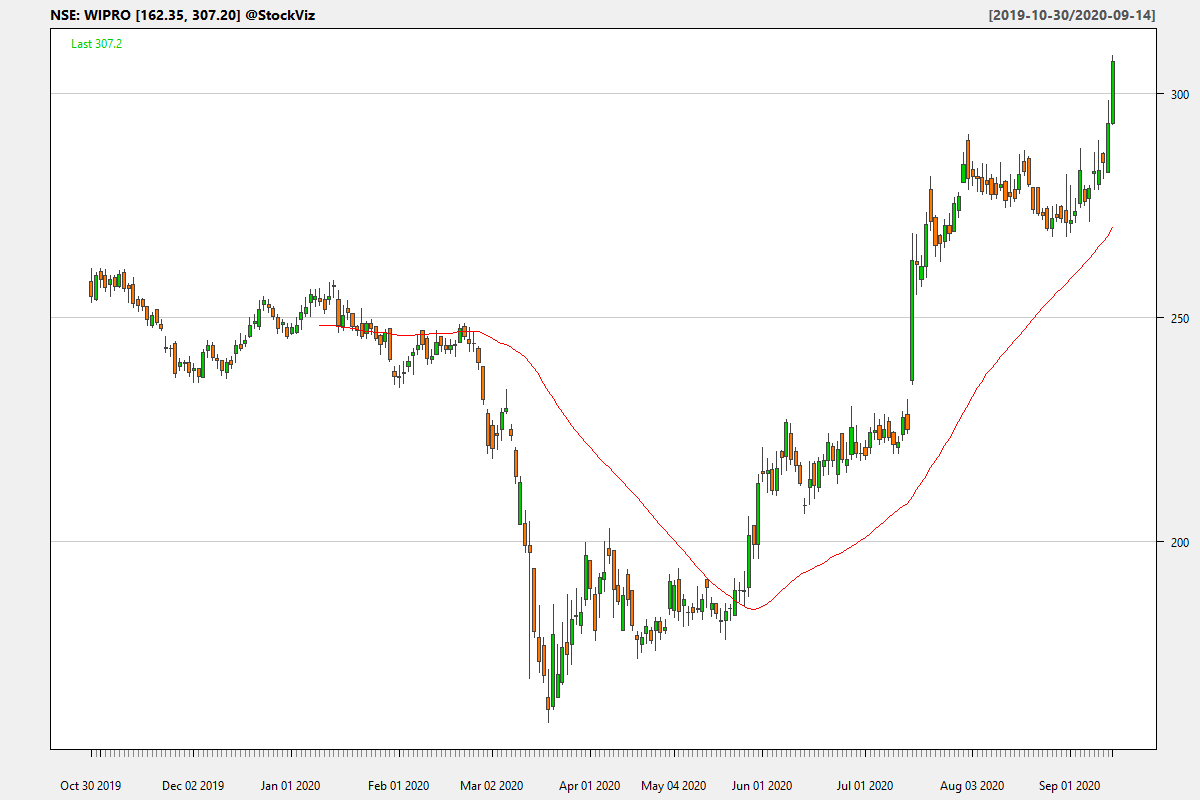 NSE: WIPRO [162.35, 307.20] @StockViz [2019-10-30/2020-09-14]
Last 307.2
300
250
200
Oct 30 2019 Dec 02 2019 Jan 01 2020 Feb 01 2020 Mar 02 2020 Apr 01 2020 May 04 2020 Jun 01 2020 Jul 01 2020 Aug 03 2020 Sep 01 2020